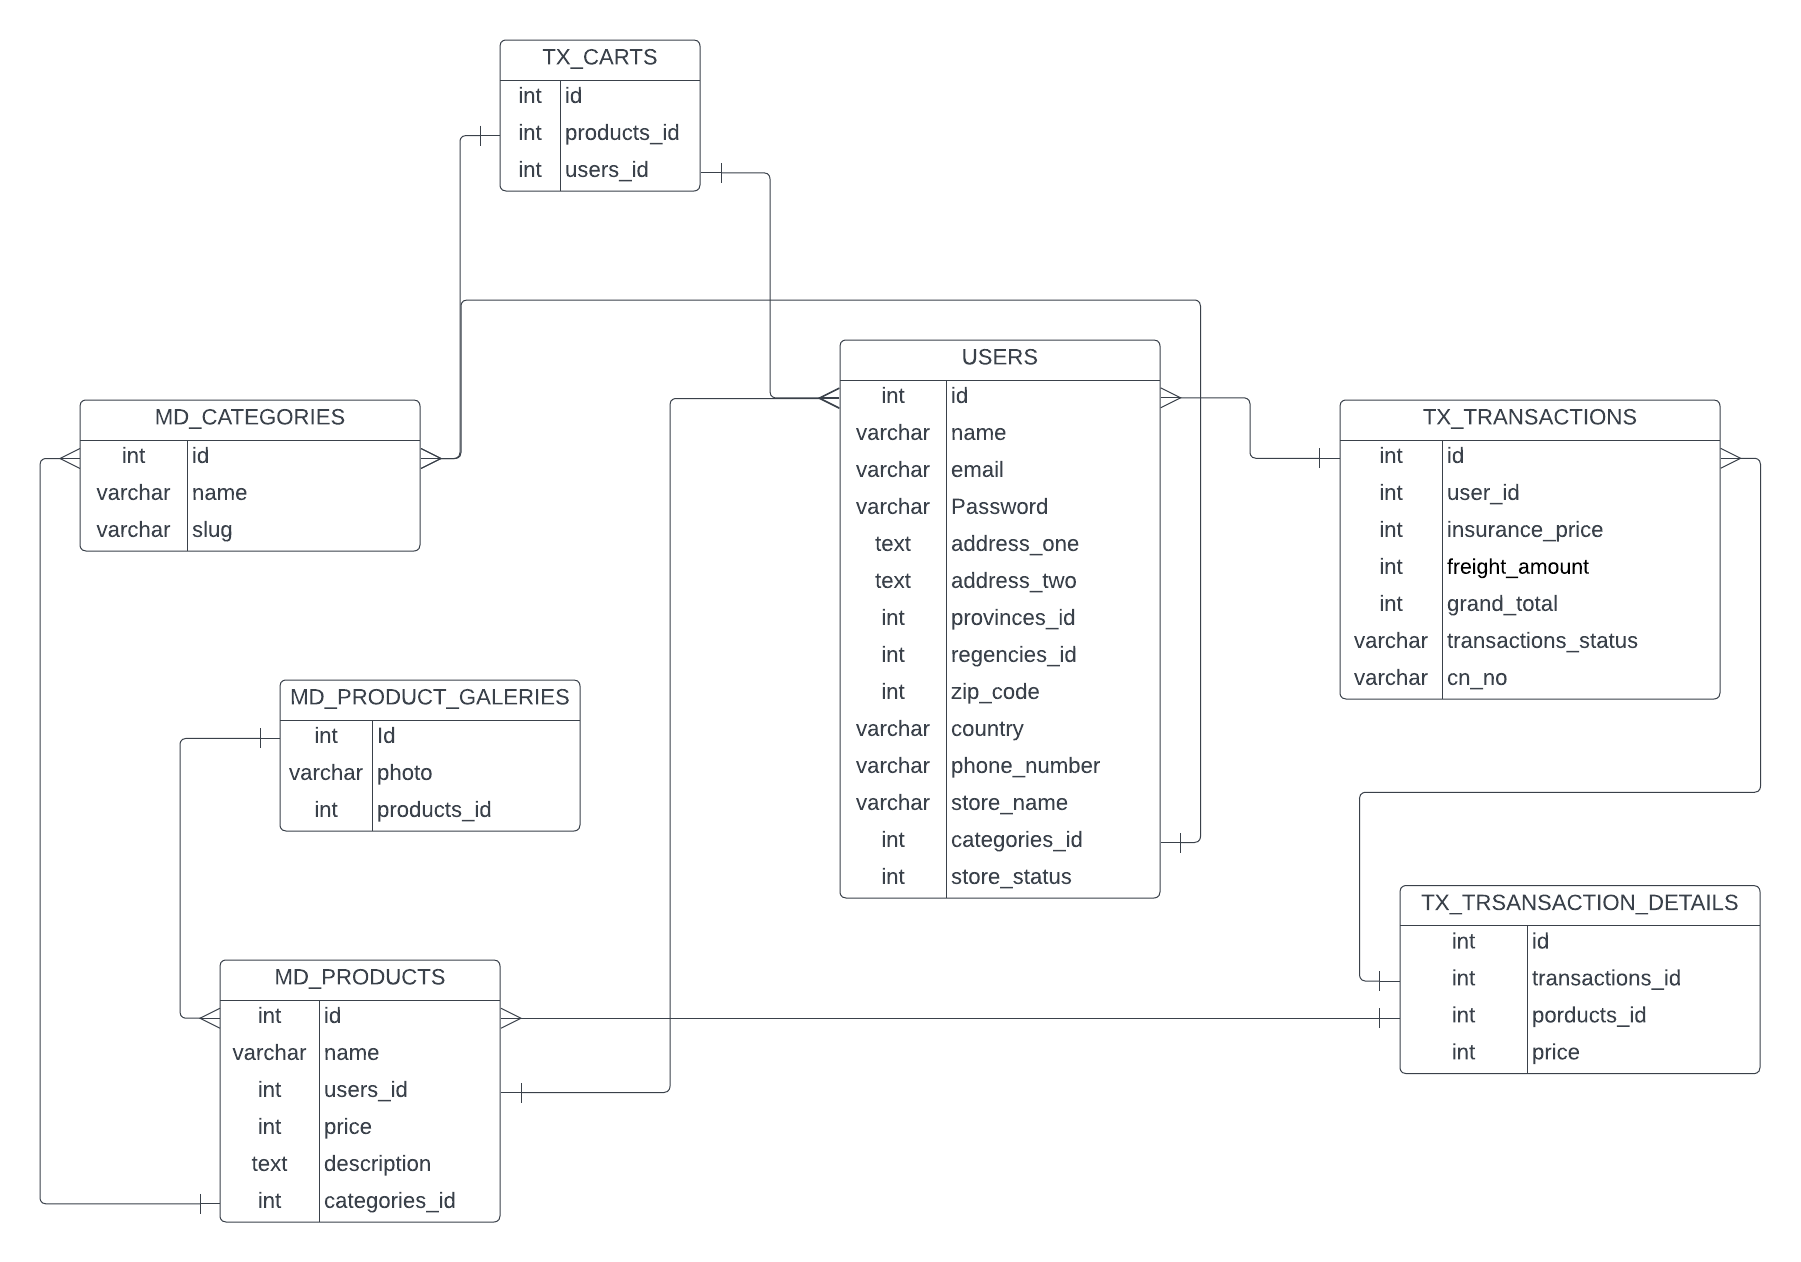 TX_CARTS
int id
int products_id
int users_id
USERS
int id
varchar name
varchar email
varchar Password
text address_one
text address_two
int provinces_id
int regencies_id
int zip_code
varchar country
varchar phone_number
varchar store_name
int categories_id
int store_status
MD_CATEGORIES
int id
varchar name
varchar slug
TX_TRANSACTIONS
int id
int user_id
int insurance_price
int freight_amount
int grand_total
varchar transactions_status
varchar cn_no
MD_PRODUCT_GALERIES
int Id
varchar photo
int products_id
TX_TRSANSACTION_DETAILS
int id
int transactions_id
int porducts_id
int price
MD_PRODUCTS
int id
varchar name
int users_id
int price
text description
int categories_id